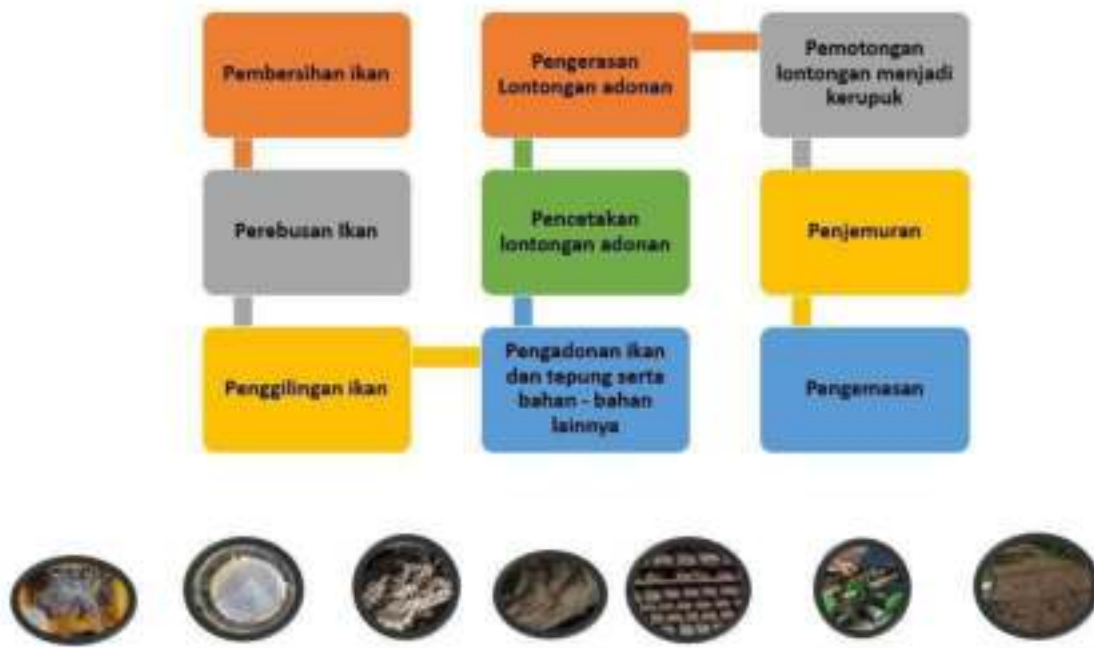 Pembersihan ikan
Perebusan Ikan
Penggilingan ikan
Pengadonan ikan
dan tepung serta
bahan - bahan
lainnya
Pencetakan
lontongan adonan
Pengerasan
Lontongan adonan
Pemotongan
lontongan menjadi
kerupuk
Penjemuran
Pengemasan